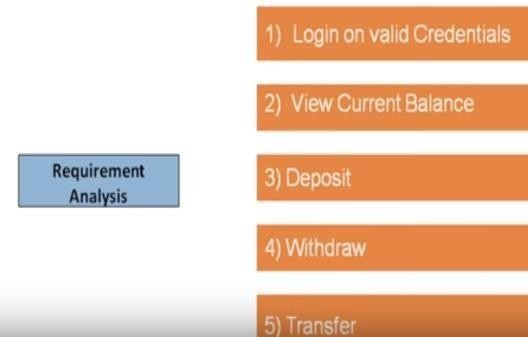 1) Login on valid Credentials
2) View Current Balance
Requirement
Analysis
3) Deposit
4) Withdraw
5) Transfer